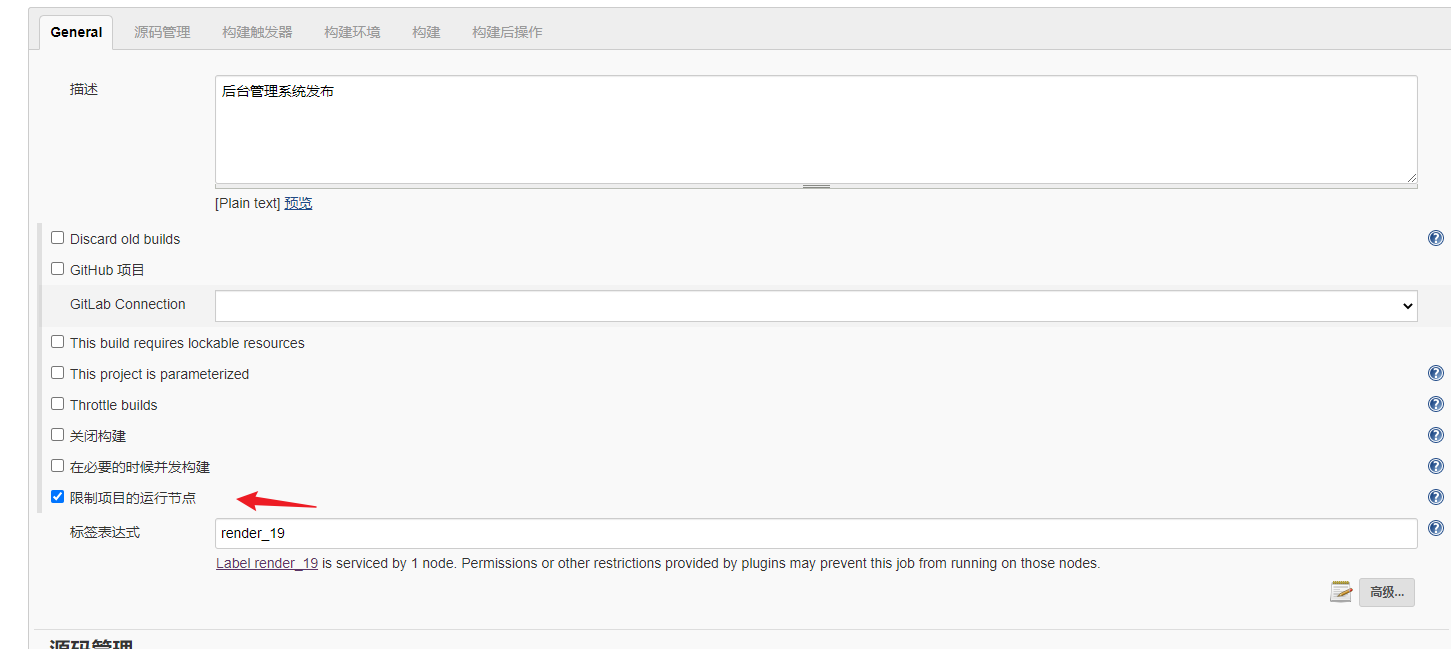 General 源码管理 构建触发器 构建环境 构建 构建后操作
描述
后台管理系统发布
[Plain text] 预览
Discard old builds
GitHub 项目
GitLab Connection
This build requires lockable resources
This project is parameterized
Throttle builds
关闭构建
在必要的时候并发构建
限制项目的运行节点
标签表达式
render_19
Label render_19 is serviced by 1 node. Permissions or other restrictions provided by plugins may prevent this job from running on those nodes.
高级...
源码管理